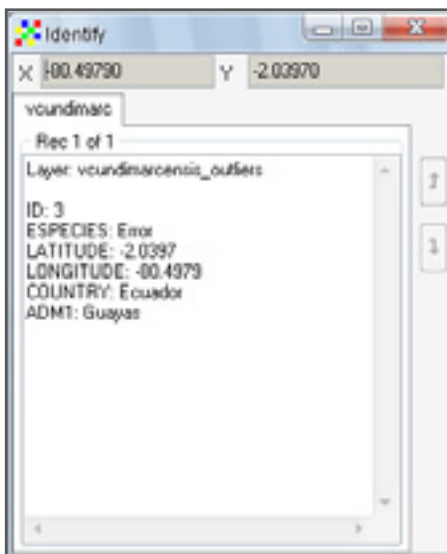 Identify
X -80.49790 Y -2.03970
vcundimarc
Rec 1 of 1
Layer: vcundimarcensis_outliers
ID: 3
ESPECIES: Error
LATITUDE: -2.0397
LONGITUDE: -80.4979
COUNTRY: Ecuador
ADM1: Guayas